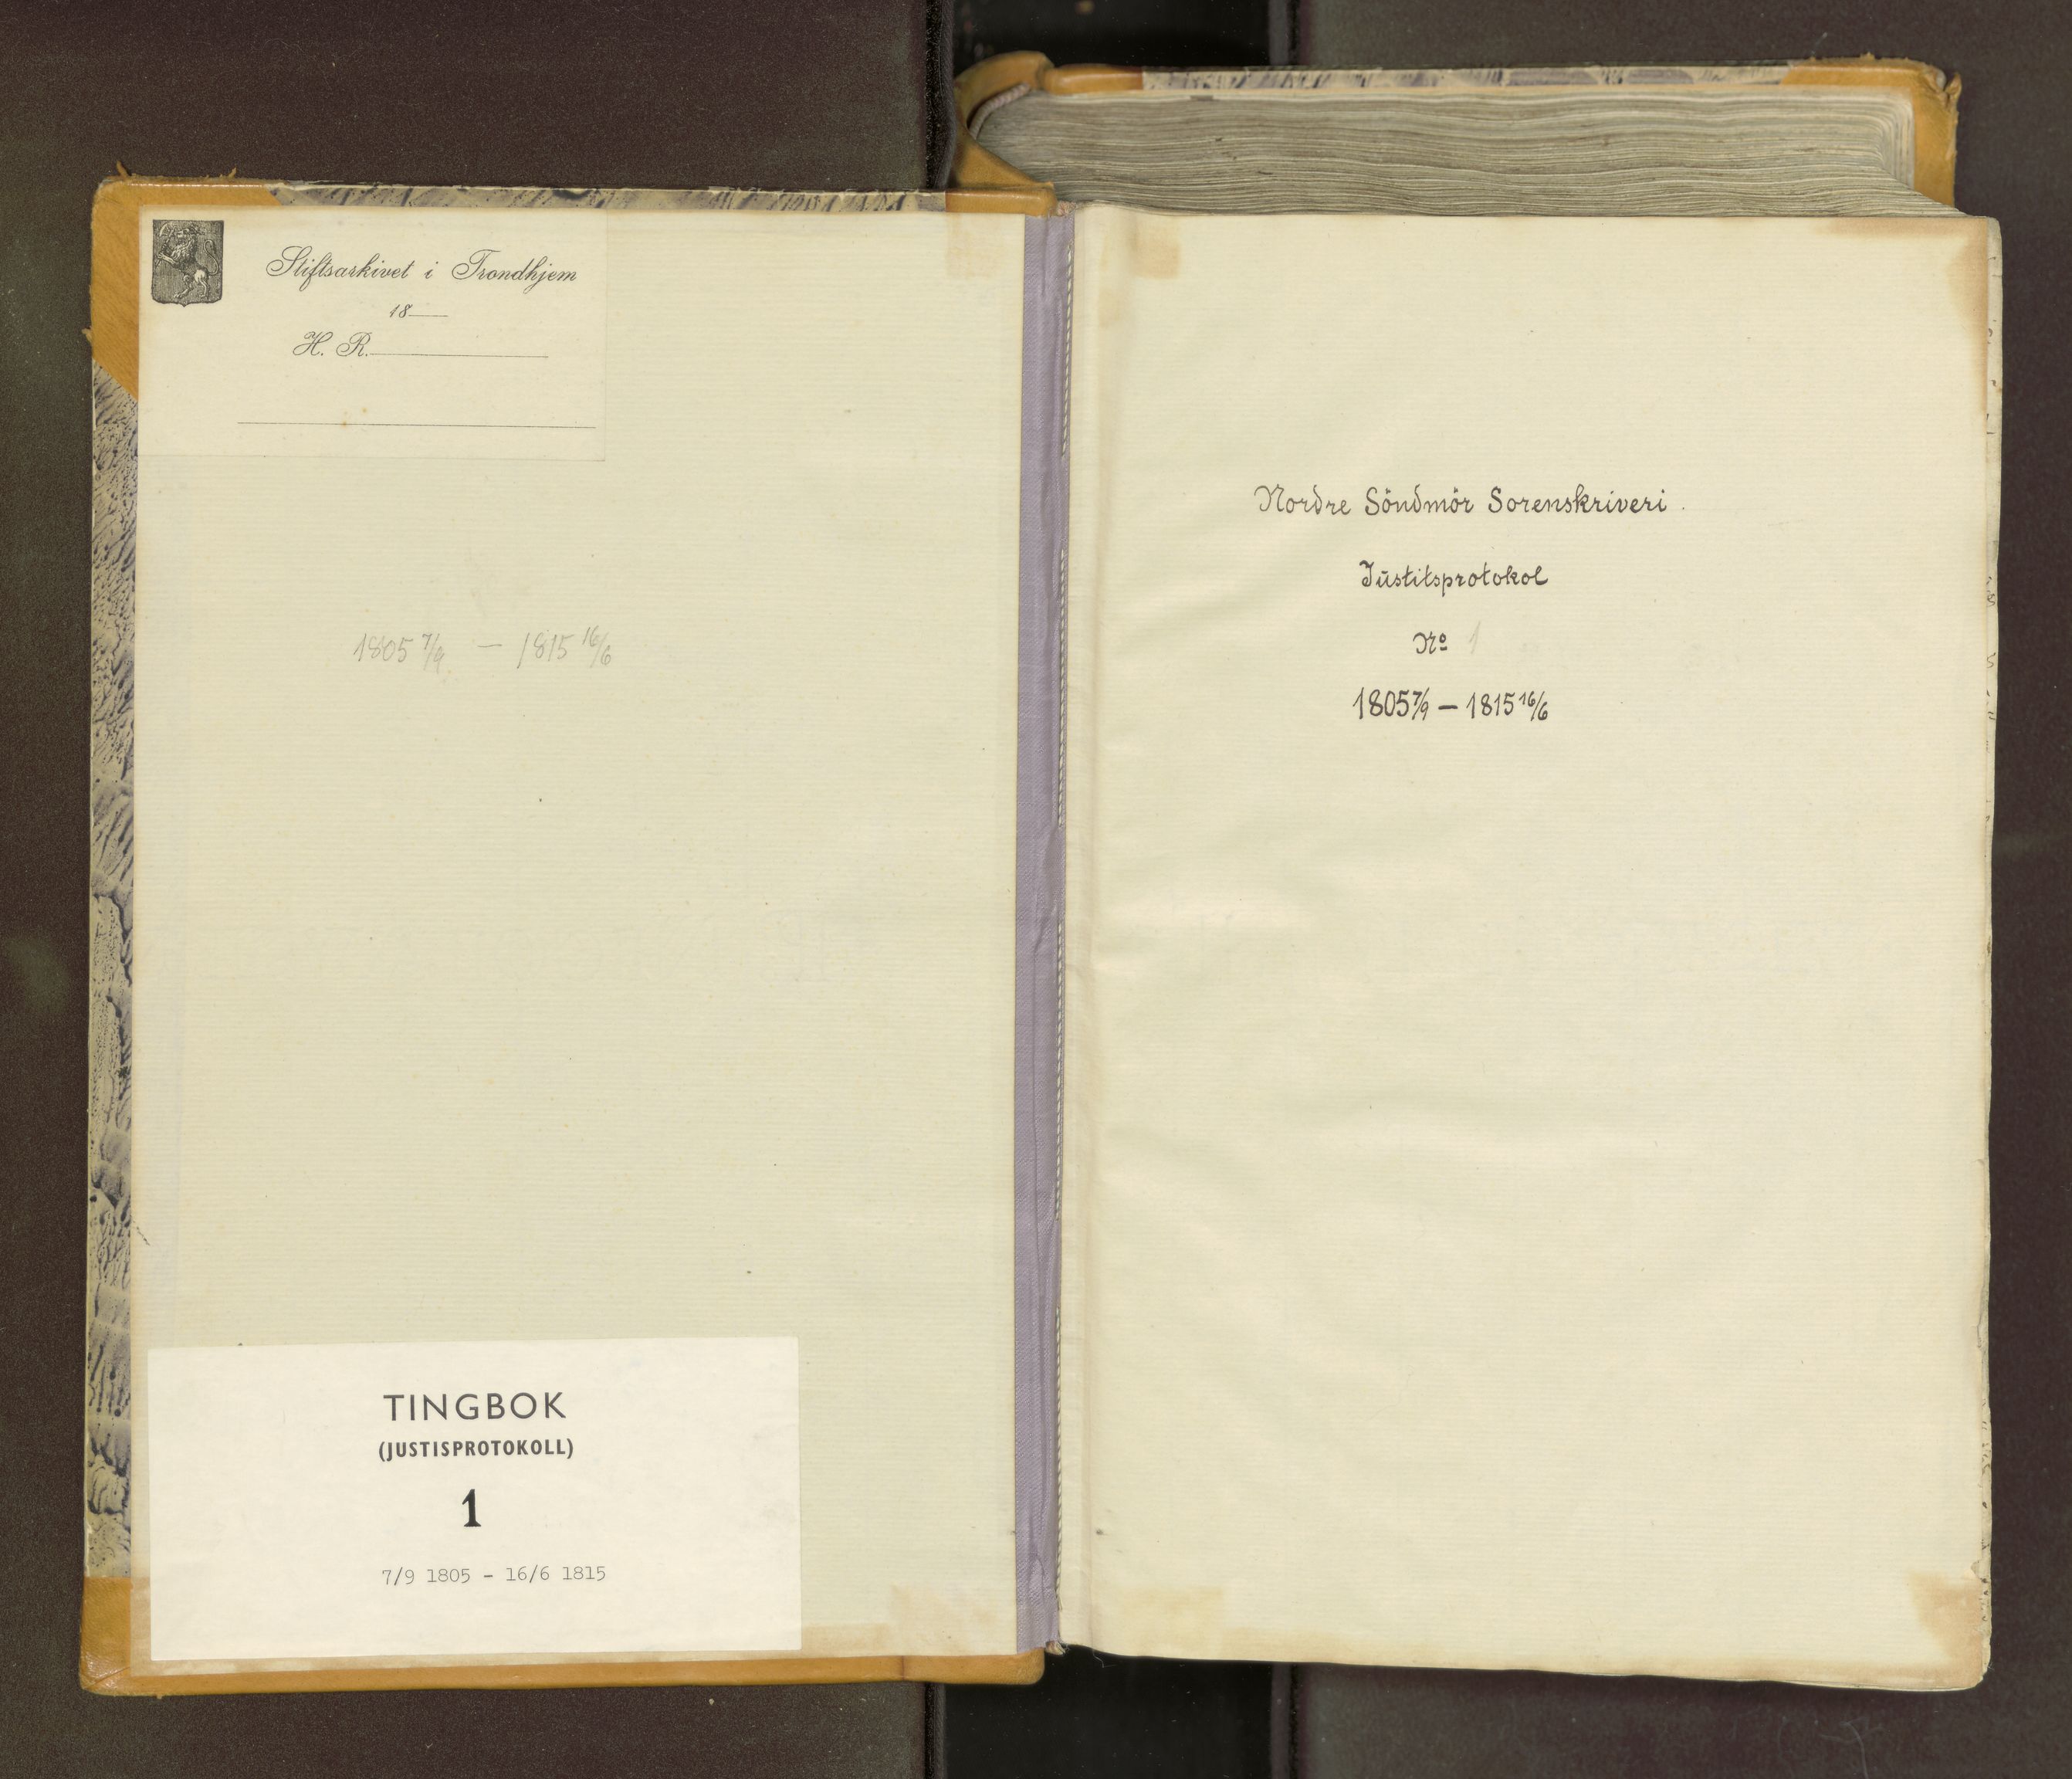 Stiftsarkivet i Trondhjem
18
H. R.
1805 7/9 — 1815 16/6
TINGBOK
(JUSTISPROTOKOLL)
1
7/9 1805 - 16/6 1815
Nordre Söndmör Sorenskriveri.
Jūstitsprotokol
Nº 1
1805 7/9 — 1815 16/6